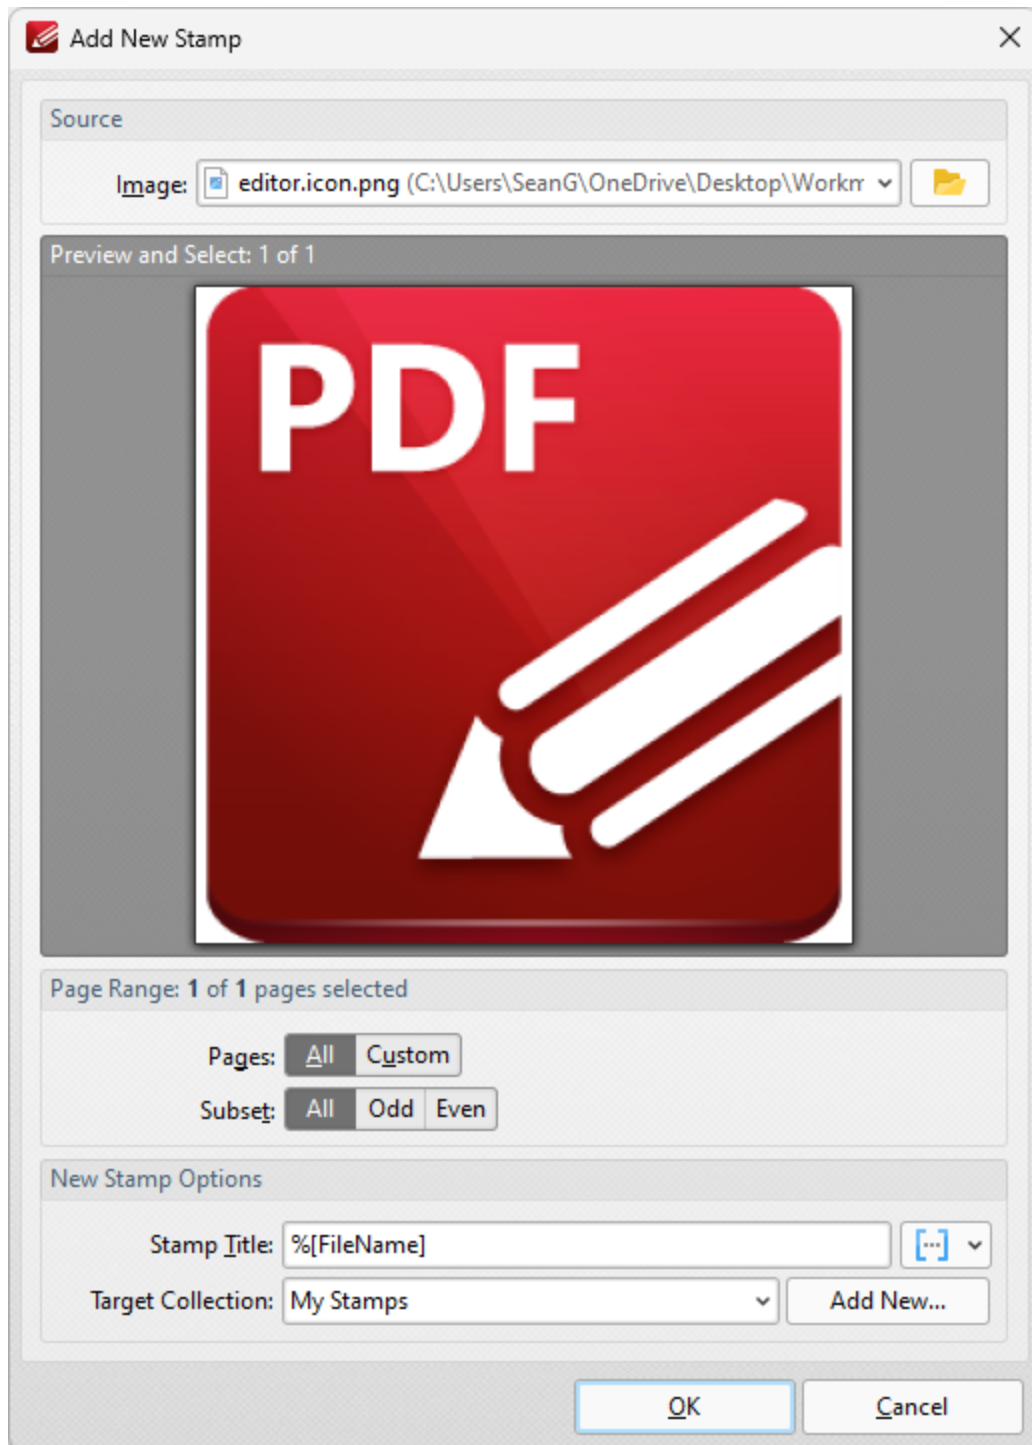 Add New Stamp
Source
Image: editor.icon.png (C:\Users\SeanG\OneDrive\Desktop\Workm
Preview and Select: 1 of 1
PDF
Page Range: 1 of 1 pages selected
Pages: All Custom
Subset: All Odd Even
New Stamp Options
Stamp Title: %[FileName]
Target Collection: My Stamps Add New...
OK Cancel